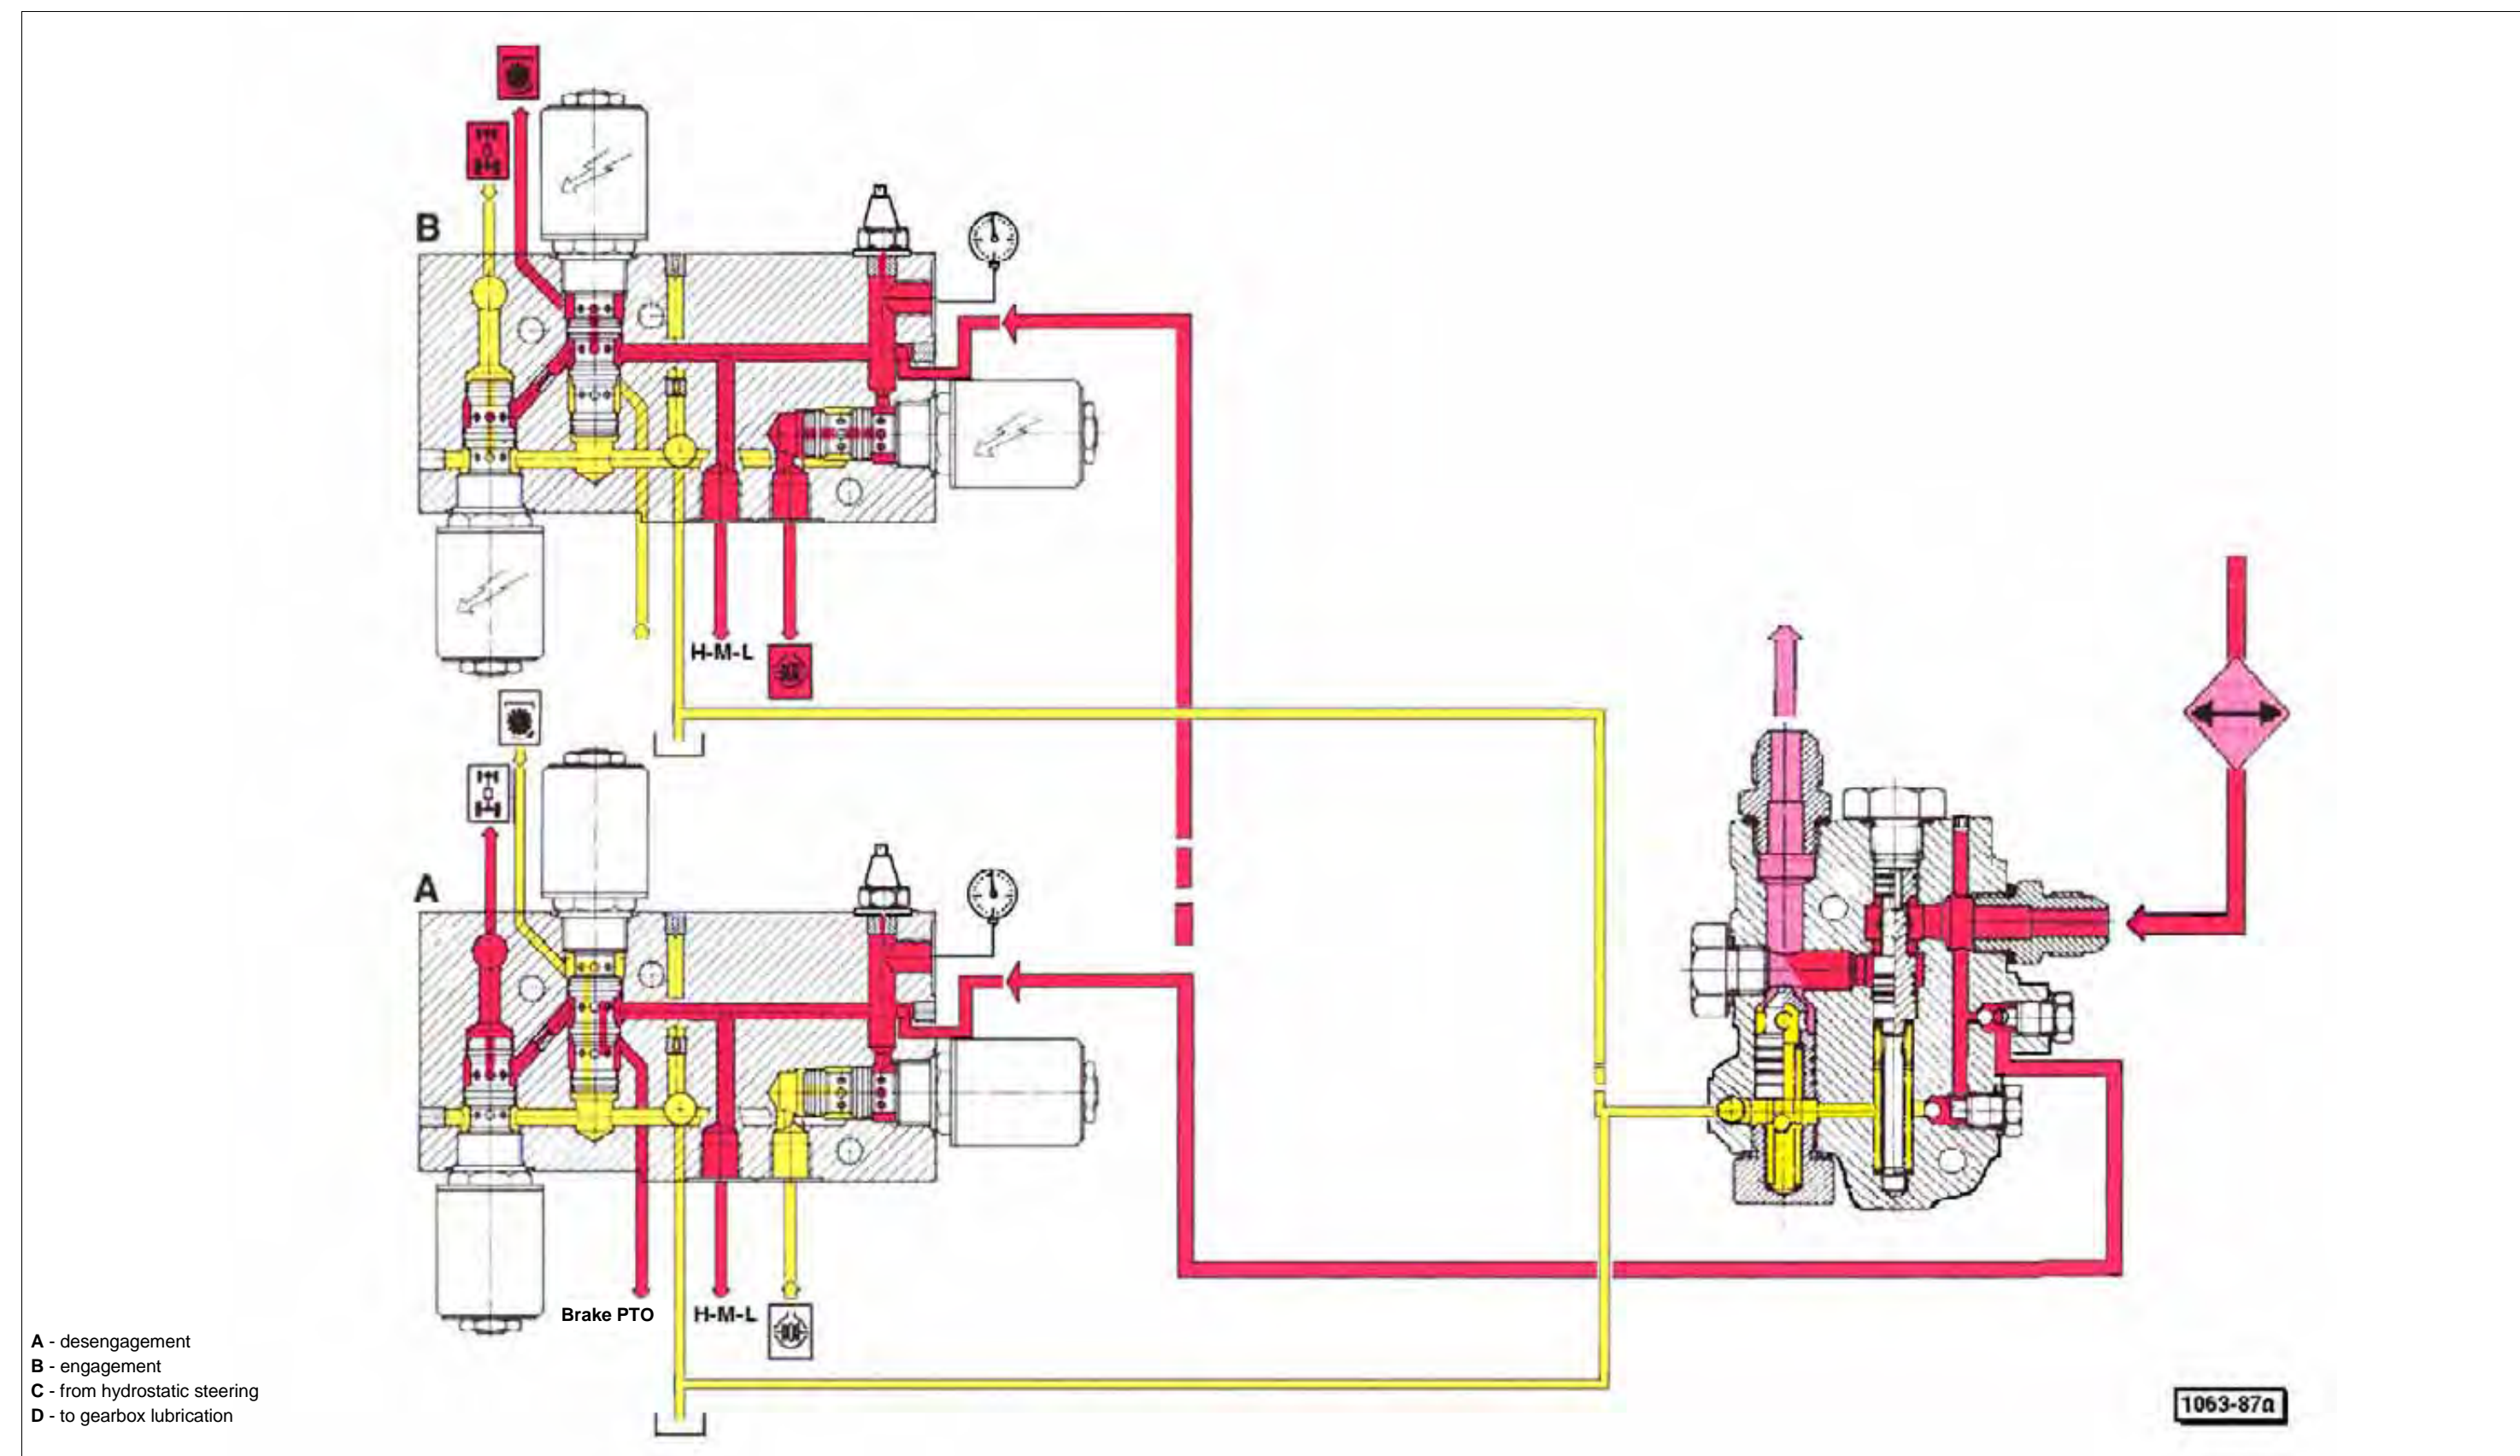 B
H-M-L
A
Brake PTO
H-M-L
A - desengagement
B - engagement
C - from hydrostatic steering
D - to gearbox lubrication
1063-87a